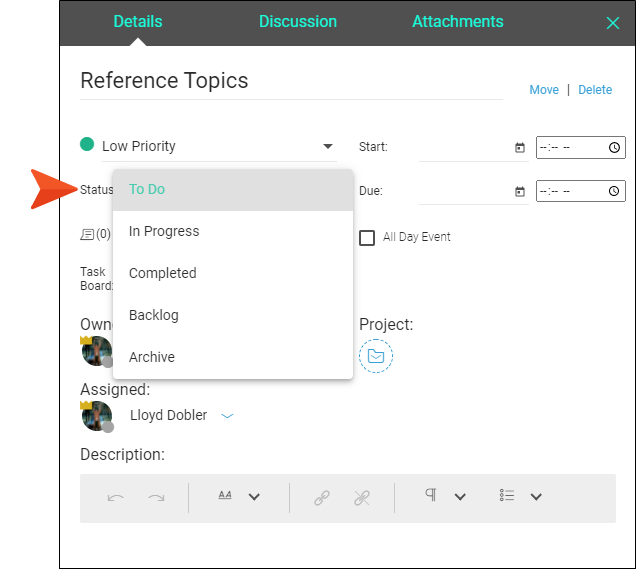 Details Discussion Attachments
Reference Topics
Move | Delete
Low Priority Start: --:-- --
Status To Do Due: --:-- --
In Progress
(0) All Day Event
Completed
Task
Board:
Backlog
Owne Project:
Archive
Assigned:
Lloyd Dobler
Description:
AA